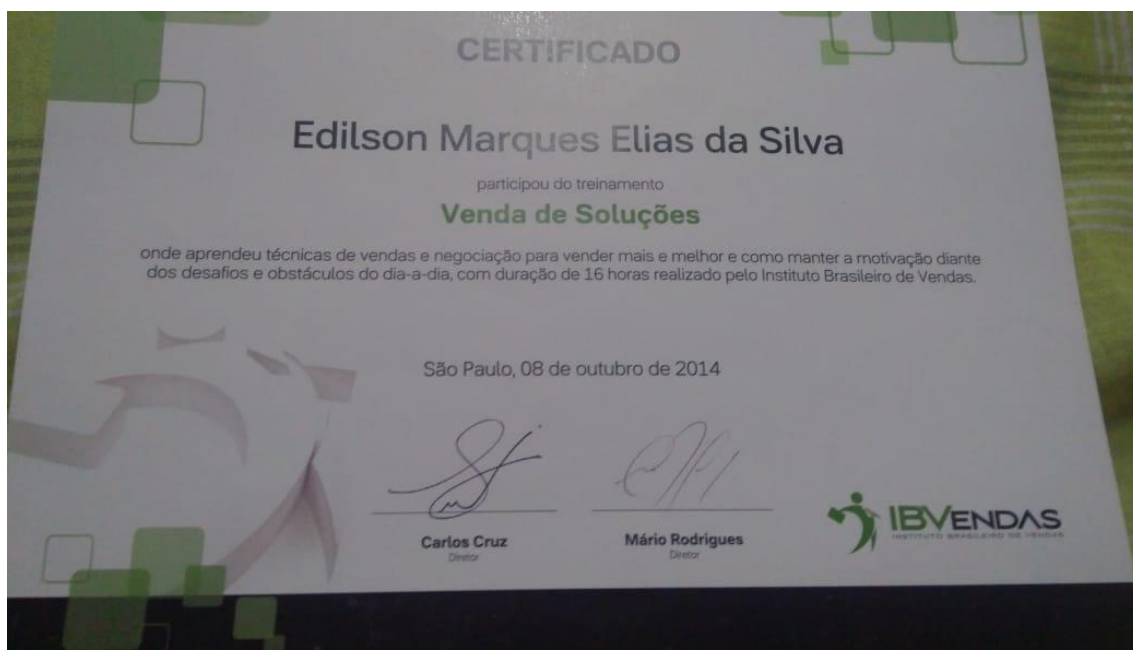 CERTIFICADO
Edilson Marques Elias da Silva
participou do treinamento
Venda de Soluções
onde aprendeu técnicas de vendas e negociação para vender mais e melhor e como manter a motivação diante
dos desafios e obstáculos do dia-a-dia, com duração de 16 horas realizado pelo Instituto Brasileiro de Vendas.
São Paulo, 08 de outubro de 2014
Carlos Cruz
Diretor
Mário Rodrigues
Diretor
IBVENDAS
INSTITUTO BRASILEIRO DE VENDAS